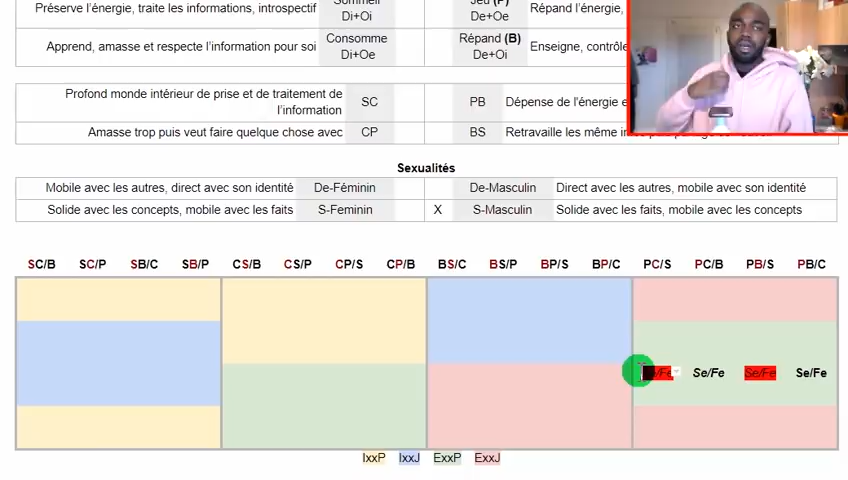 Préserve l'énergie, traite les informations, introspectif Sommeil Di+Oi Jeu (P) De+Oe Répand l'énergie,
Apprend, amasse et respecte l'information pour soi Consomme Di+Oe Répand (B) De+Oi Enseigne, contrôle
Profond monde intérieur de prise et de traitement de l'information SC PB Dépense de l'énergie
Amasse trop puis veut faire quelque chose avec CP BS Retravaille les même
Sexualités
Mobile avec les autres, direct avec son identité De-Féminin De-Masculin Direct avec les autres, mobile avec son identité
Solide avec les concepts, mobile avec les faits S-Feminin X S-Masculin Solide avec les faits, mobile avec les concepts
SC/B SC/P SB/C SB/P CS/B CS/P CP/S CP/B BS/C BS/P BP/S BP/C PC/S PC/B PB/S PB/C
Se/Fe Se/Fe Se/Fe
IxxP IxxJ ExxP ExxJ